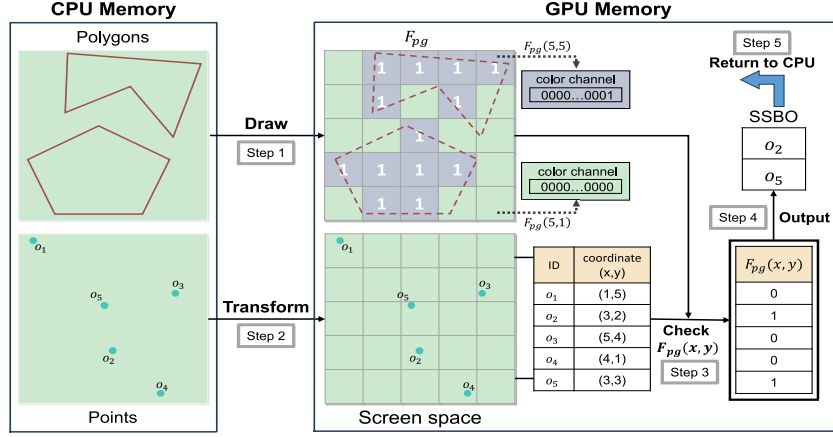 CPU Memory
GPU Memory
Polygons
F_pg
F_pg(5,5)
Step 5
Return to CPU
1 1 1 1
color channel
0000...0001
1 1
SSBO
Draw
Step 1
1
o_2
1 1 1 1
color channel
0000...0000
o_5
1 1
F_pg(5,1)
Step 4
Output
o_1
o_3
o_5
o_2
o_4
Points
Transform
Step 2
o_1
o_3
o_5
o_2
o_4
Screen space
ID coordinate
(x,y)
o_1 (1,5)
o_2 (3,2)
o_3 (5,4)
o_4 (4,1)
o_5 (3,3)
Check
F_pg(x,y)
Step 3
F_pg(x,y)
0
1
0
0
1